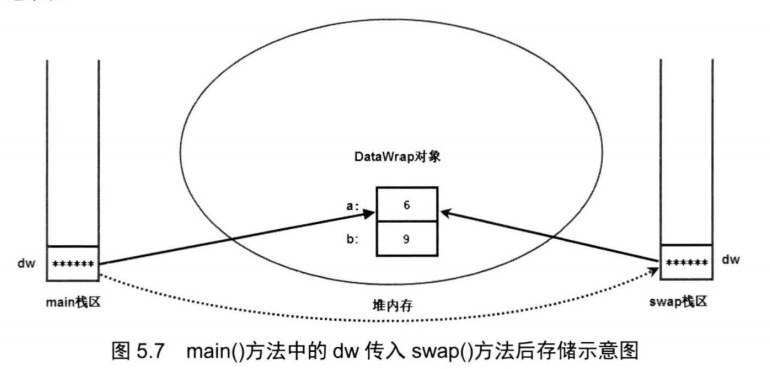 DataWrap对象
a: 6
b: 9
dw ****** ****** dw
main栈区 堆内存 swap栈区
图 5.7 main()方法中的 dw 传入 swap()方法后存储示意图